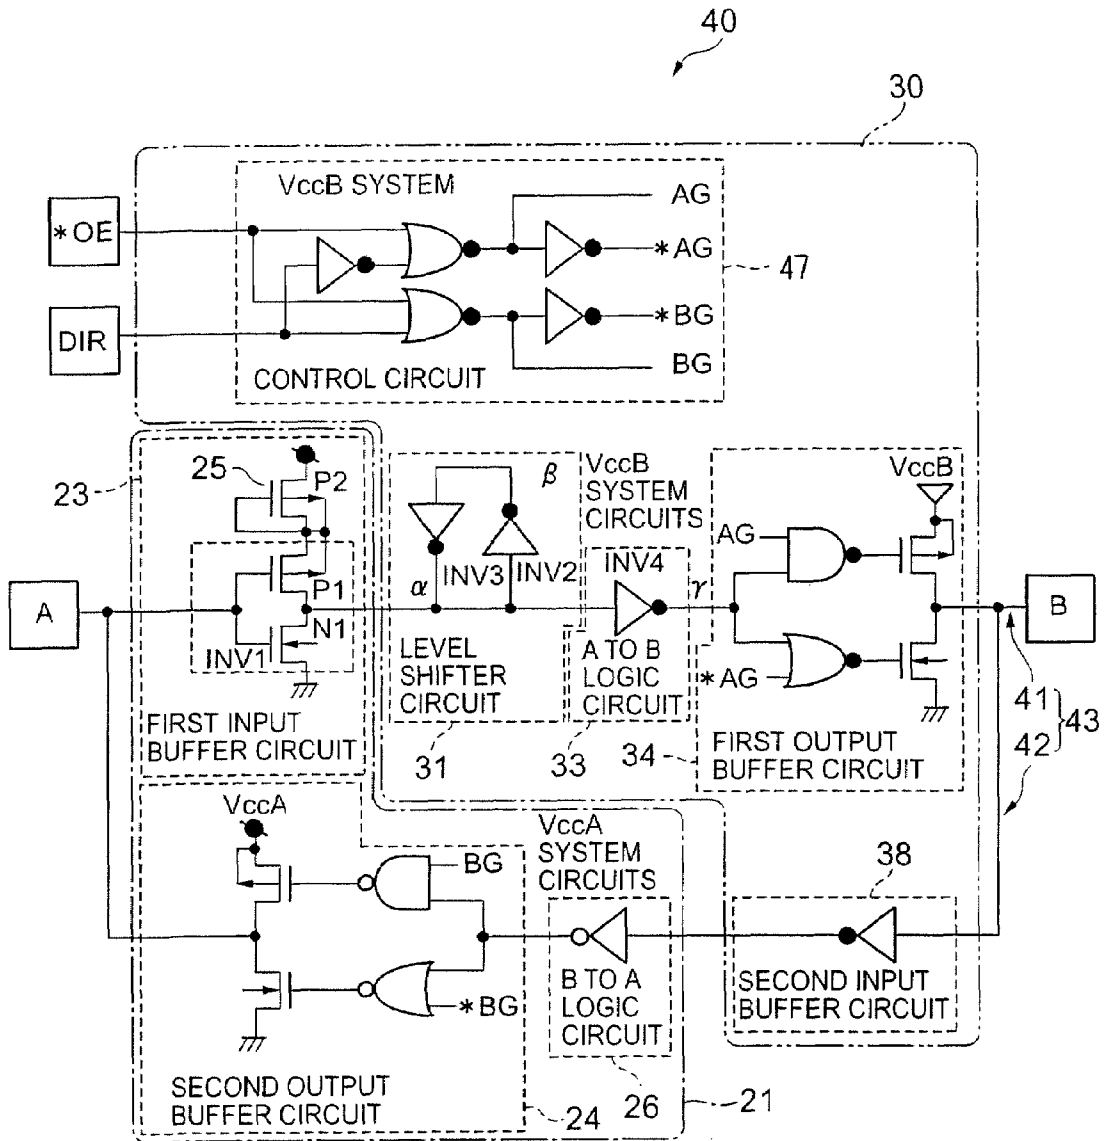 40
30
VccB SYSTEM
AG
*OE
*AG
47
DIR
*BG
BG
CONTROL CIRCUIT
25
P2
23
β
VccB
SYSTEM
CIRCUITS
VccB
AG
A
P1
N1
INV1
α
INV3
INV2
INV4
γ
B
LEVEL
SHIFTER
CIRCUIT
A TO B
LOGIC
CIRCUIT
*AG
41
42
43
FIRST INPUT
BUFFER CIRCUIT
31
33
34
FIRST OUTPUT
BUFFER CIRCUIT
VccA
VccA
SYSTEM
CIRCUITS
BG
38
*BG
B TO A
LOGIC
CIRCUIT
SECOND INPUT
BUFFER CIRCUIT
SECOND OUTPUT
BUFFER CIRCUIT
24
26
21